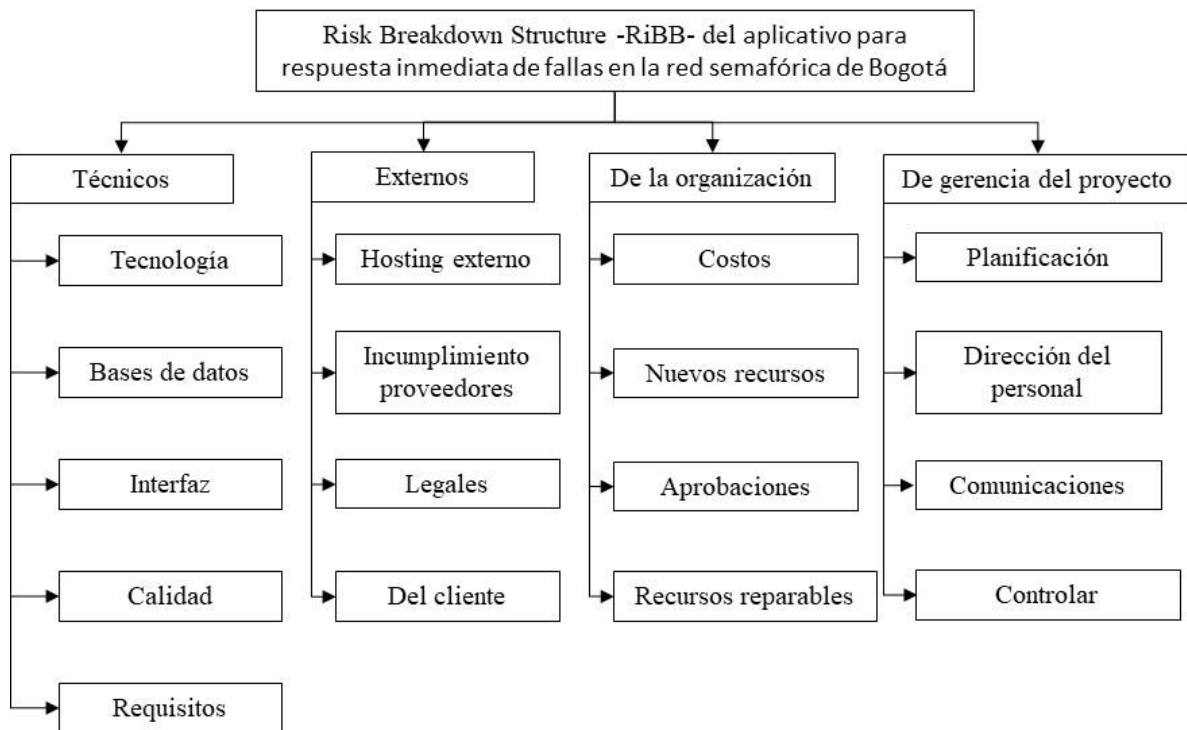 Risk Breakdown Structure -RiBB- del aplicativo para
respuesta inmediata de fallas en la red semafórica de Bogotá
Técnicos
Tecnología
Bases de datos
Interfaz
Calidad
Requisitos
Externos
Hosting externo
Incumplimiento
proveedores
Legales
Del cliente
De la organización
Costos
Nuevos recursos
Aprobaciones
Recursos reparables
De gerencia del proyecto
Planificación
Dirección del
personal
Comunicaciones
Controlar